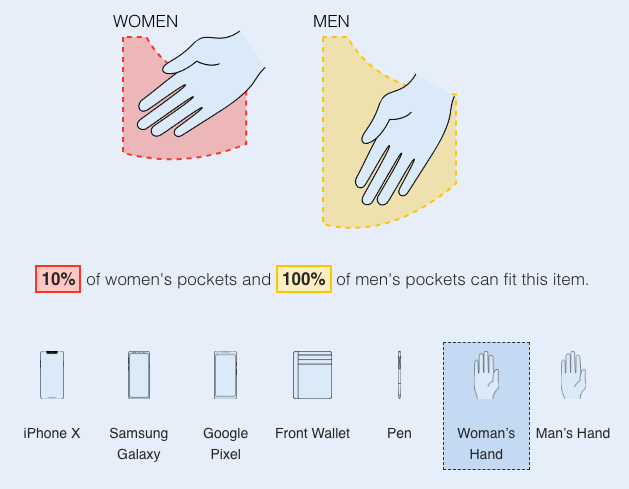 WOMEN
MEN
10% of women's pockets and 100% of men's pockets can fit this item.
iPhone X
Samsung
Galaxy
Google
Pixel
Front Wallet
Pen
Woman's
Hand
Man's Hand